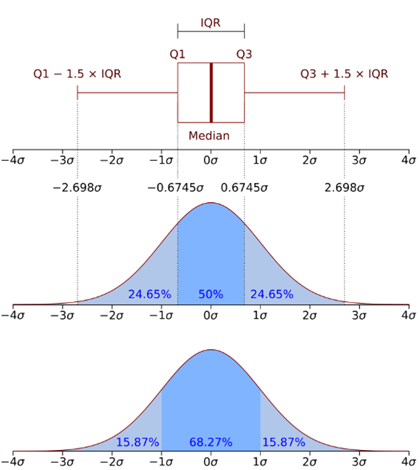 IQR
Q1 Q3
Q1 − 1.5 × IQR Q3 + 1.5 × IQR
Median
−4σ −3σ −2σ −1σ 0σ 1σ 2σ 3σ 4σ
−2.698σ −0.6745σ 0.6745σ 2.698σ
24.65% 50% 24.65%
−4σ −3σ −2σ −1σ 0σ 1σ 2σ 3σ 4σ
15.87% 68.27% 15.87%
−4σ −3σ −2σ −1σ 0σ 1σ 2σ 3σ 4σ